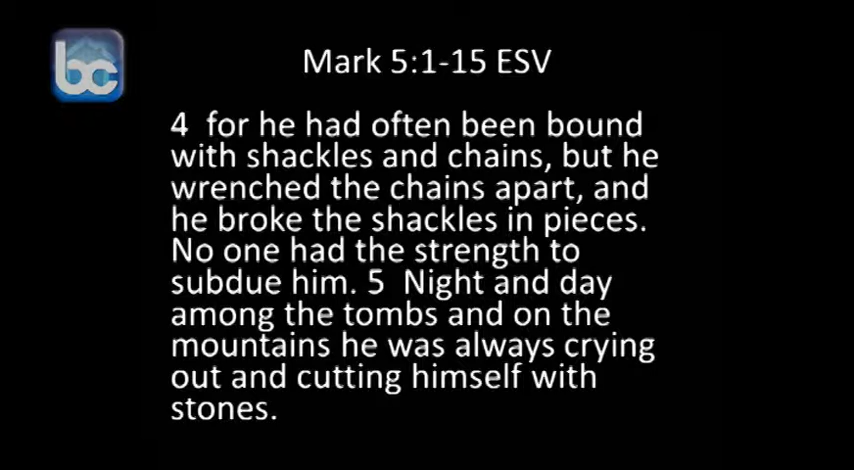 bc
Mark 5:1-15 ESV
4  for he had often been bound
with shackles and chains, but he
wrenched the chains apart, and
he broke the shackles in pieces.
No one had the strength to
subdue him. 5  Night and day
among the tombs and on the
mountains he was always crying
out and cutting himself with
stones.